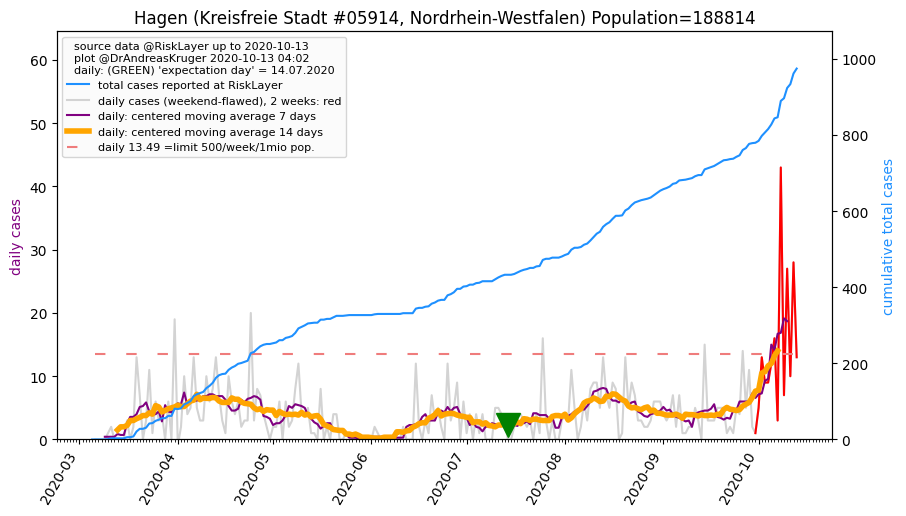 Hagen (Kreisfreie Stadt #05914, Nordrhein-Westfalen) Population=188814
source data @RiskLayer up to 2020-10-13
plot @DrAndreasKruger 2020-10-13 04:02
daily: (GREEN) 'expectation day' = 14.07.2020
total cases reported at RiskLayer
daily cases (weekend-flawed), 2 weeks: red
daily: centered moving average 7 days
daily: centered moving average 14 days
daily 13.49 =limit 500/week/1mio pop.
daily cases
60
50
40
30
20
10
0
1000
800
600
400
200
0
cumulative total cases
2020-03
2020-04
2020-05
2020-06
2020-07
2020-08
2020-09
2020-10